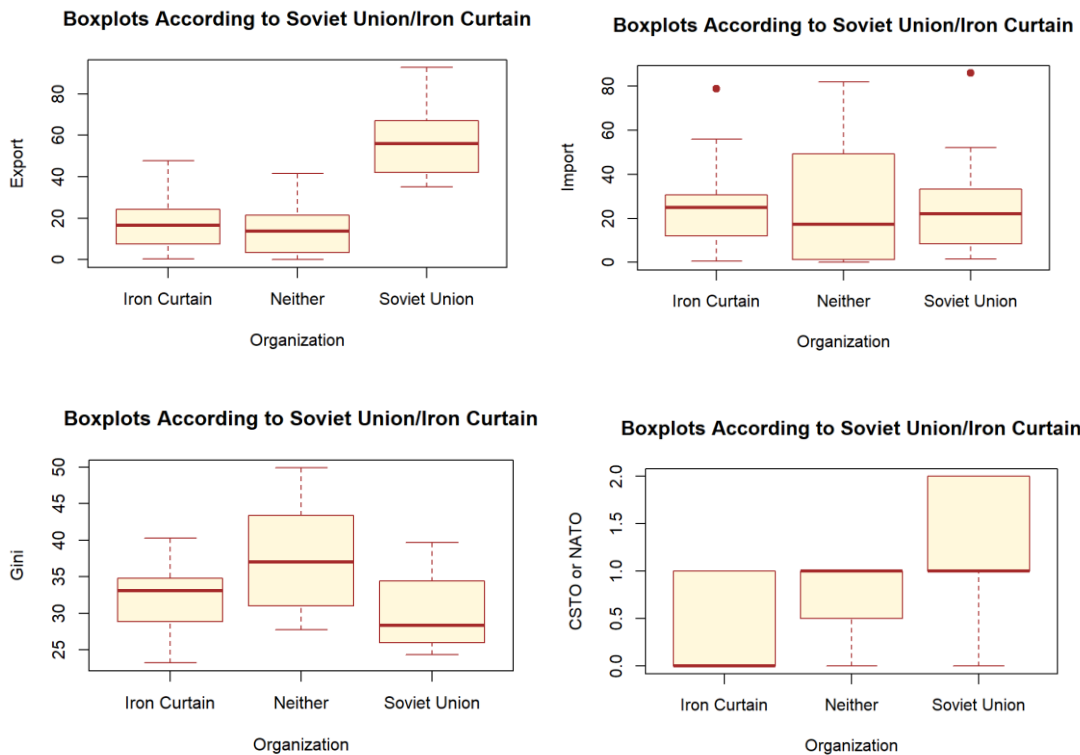 Boxplots According to Soviet Union/Iron Curtain
Export
0
20
40
60
80
Iron Curtain
Neither
Soviet Union
Organization
Boxplots According to Soviet Union/Iron Curtain
Import
0
20
40
60
80
Iron Curtain
Neither
Soviet Union
Organization
Boxplots According to Soviet Union/Iron Curtain
Gini
25
30
35
40
45
50
Iron Curtain
Neither
Soviet Union
Organization
Boxplots According to Soviet Union/Iron Curtain
CSTO or NATO
0.0
0.5
1.0
1.5
2.0
Iron Curtain
Neither
Soviet Union
Organization